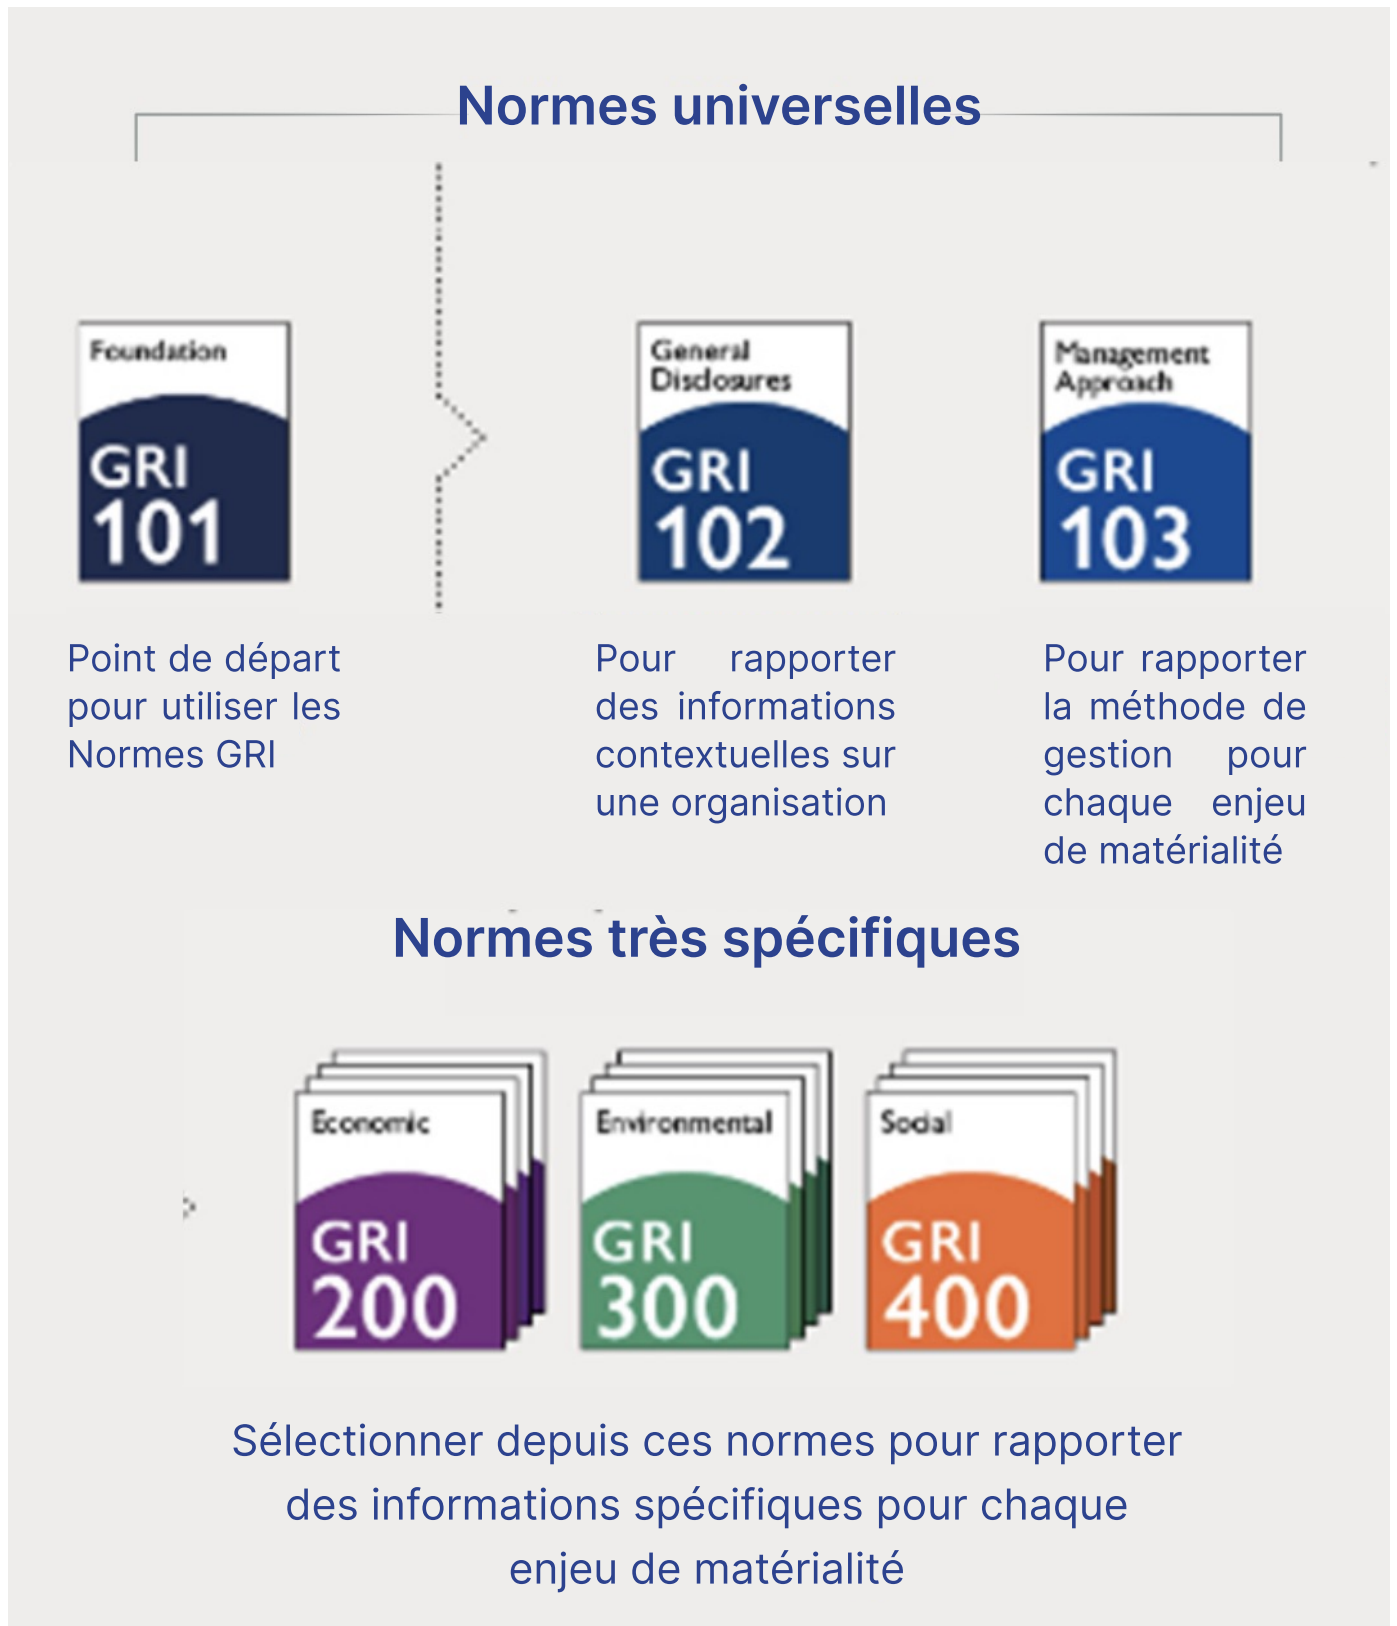 Normes universelles
Foundation
GRI
101
General
Disclosures
GRI
102
Management
Approach
GRI
103
Point de départ
pour utiliser les
Normes GRI
Pour rapporter
des informations
contextuelles sur
une organisation
Pour rapporter
la méthode de
gestion pour
chaque enjeu
de matérialité
Normes très spécifiques
Economic
GRI
200
Environmental
GRI
300
Social
GRI
400
Sélectionner depuis ces normes pour rapporter
des informations spécifiques pour chaque
enjeu de matérialité